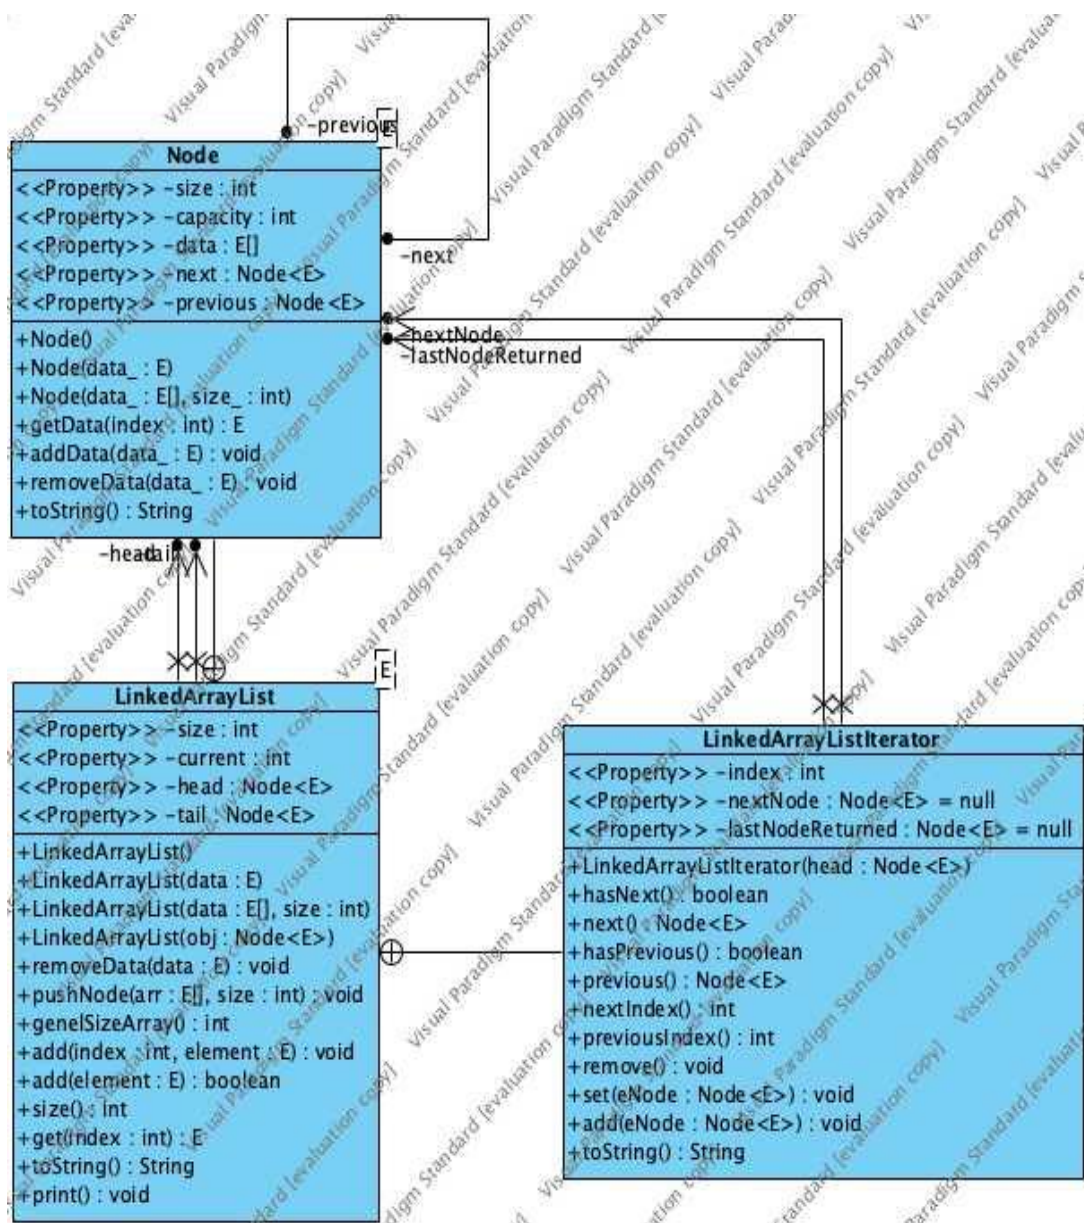 -previous
E
Node
<<Property>> -size : int
<<Property>> -capacity : int
<<Property>> -data : E[]
<<Property>> -next : Node<E>
<<Property>> -previous : Node<E>
-next
+Node()
+Node(data_ : E)
+Node(data_ : E[], size_ : int)
+getData(index : int) : E
+addData(data_ : E) : void
+removeData(data_ : E) : void
+toString() : String
-nextNode
-lastNodeReturned
-head
E
LinkedArrayList
<<Property>> -size : int
<<Property>> -current : int
<<Property>> -head : Node<E>
<<Property>> -tail : Node<E>
+LinkedArrayList()
+LinkedArrayList(data : E)
+LinkedArrayList(data : E[], size : int)
+LinkedArrayList(obj : Node<E>)
+removeData(data : E) : void
+pushNode(arr : E[], size : int) : void
+genelSizeArray() : int
+add(index : int, element : E) : void
+add(element : E) : boolean
+size() : int
+get(index : int) : E
+toString() : String
+print() : void
LinkedArrayListIterator
<<Property>> -index : int
<<Property>> -nextNode : Node<E> = null
<<Property>> -lastNodeReturned : Node<E> = null
+LinkedArrayListIterator(head : Node<E>)
+hasNext() : boolean
+next() : Node<E>
+hasPrevious() : boolean
+previous() : Node<E>
+nextIndex() : int
+previousIndex() : int
+remove() : void
+set(eNode : Node<E>) : void
+add(eNode : Node<E>) : void
+toString() : String
Visual Paradigm Standard [evaluation copy]